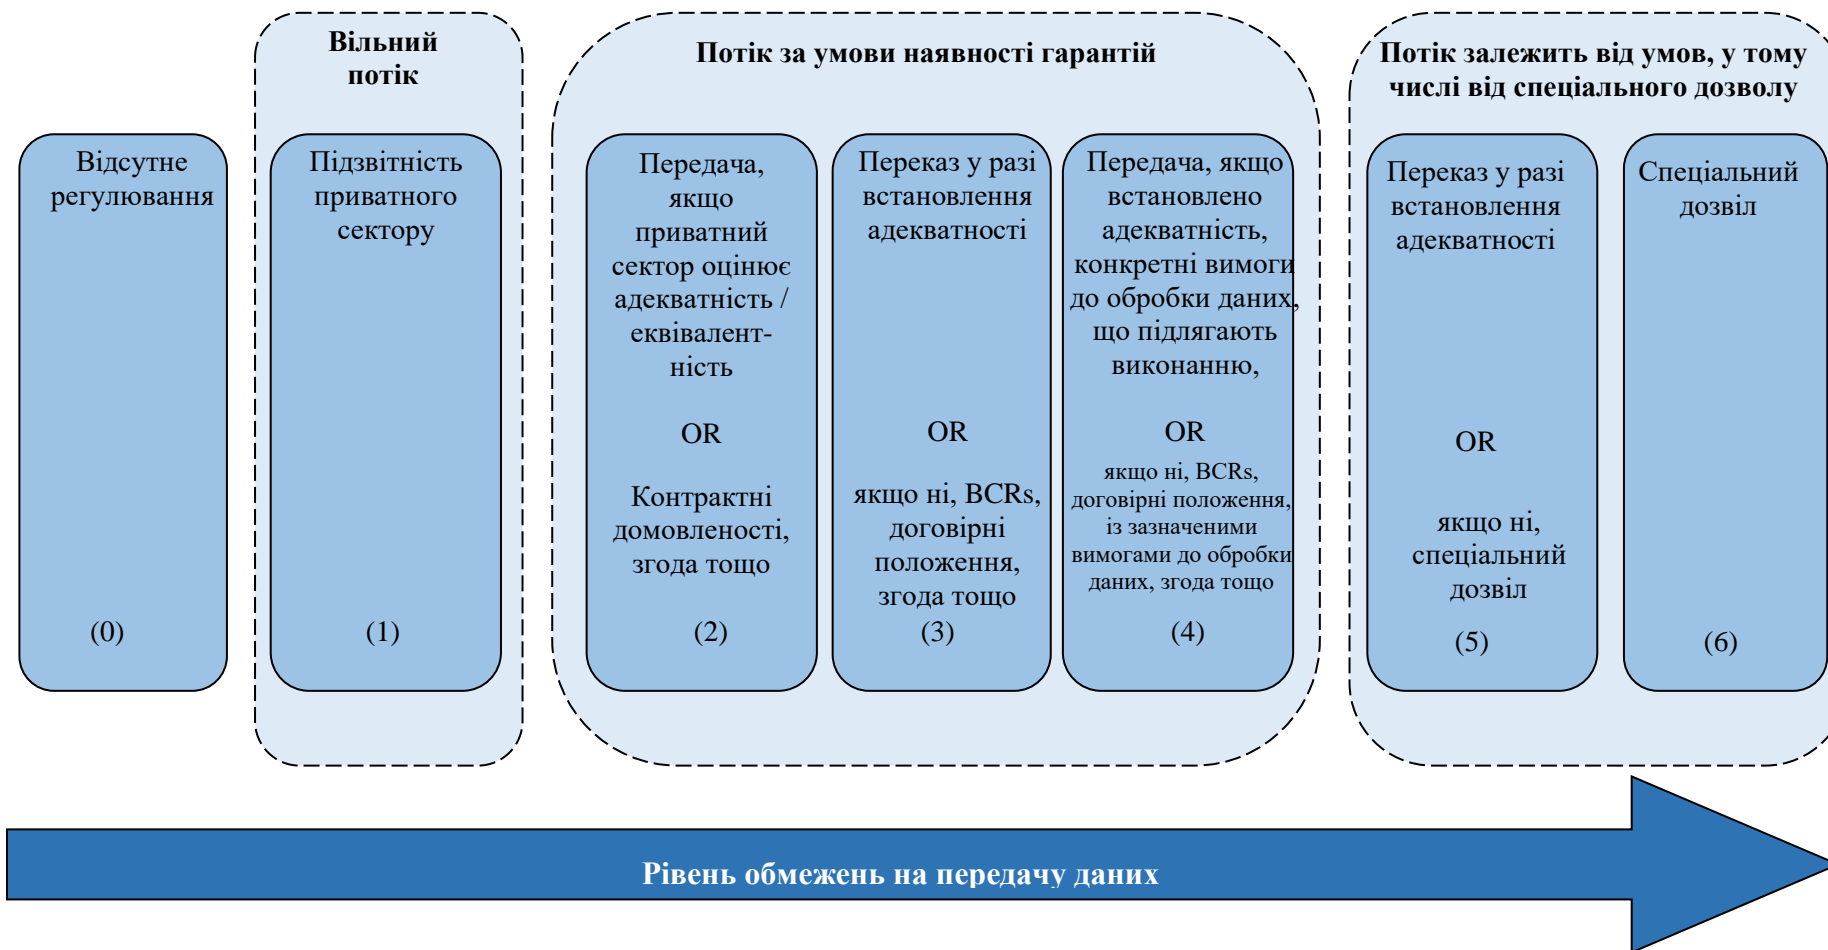 Вільний
потік
Потік за умови наявності гарантій
Потік залежить від умов, у тому
числі від спеціального дозволу
Відсутнє
регулювання
(0)
Підзвітність
приватного
сектору
(1)
Передача,
якщо
приватний
сектор оцінює
адекватність /
еквівалент-
ність
OR
Контрактні
домовленості,
згода тощо
(2)
Переказ у разі
встановлення
адекватності
OR
якщо ні, BCRs,
договірні
положення,
згода тощо
(3)
Передача, якщо
встановлено
адекватність,
конкретні вимоги
до обробки даних,
що підлягають
виконанню,
OR
якщо ні, BCRs,
договірні положення,
із зазначеними
вимогами до обробки
даних, згода тощо
(4)
Переказ у разі
встановлення
адекватності
OR
якщо ні,
спеціальний
дозвіл
(5)
Спеціальний
дозвіл
(6)
Рівень обмежень на передачу даних